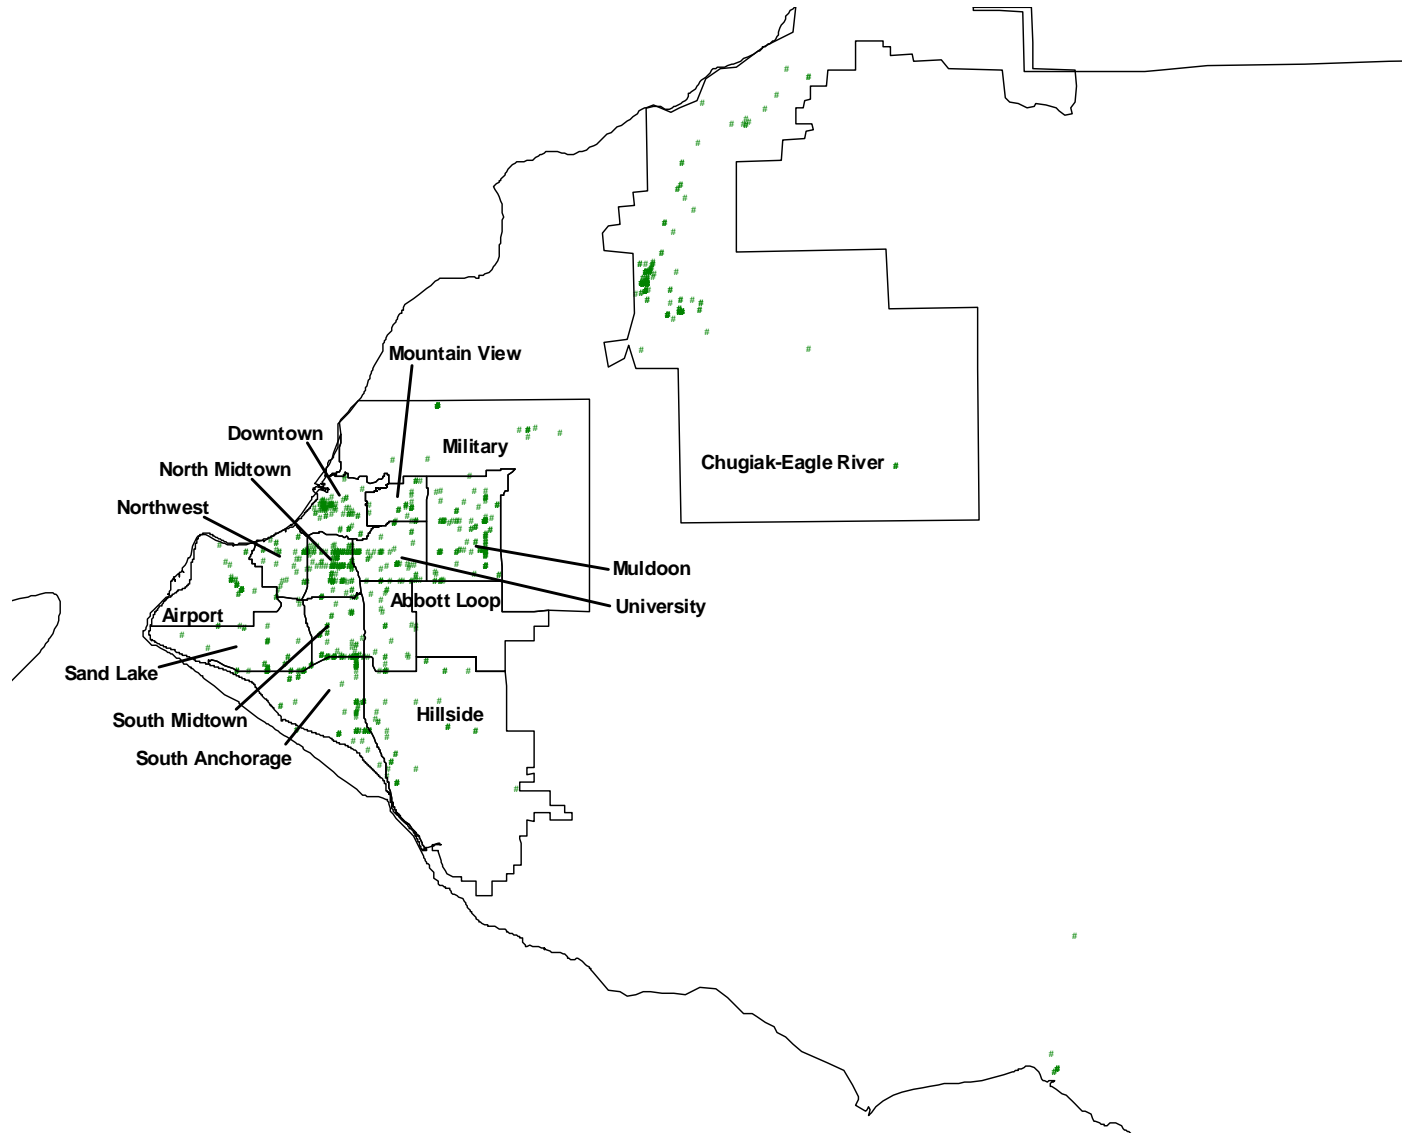 Mountain View
Downtown
Military
North Midtown
Chugiak-Eagle River
Northwest
Muldoon
Abbott Loop
University
Airport
Sand Lake
Hillside
South Midtown
South Anchorage